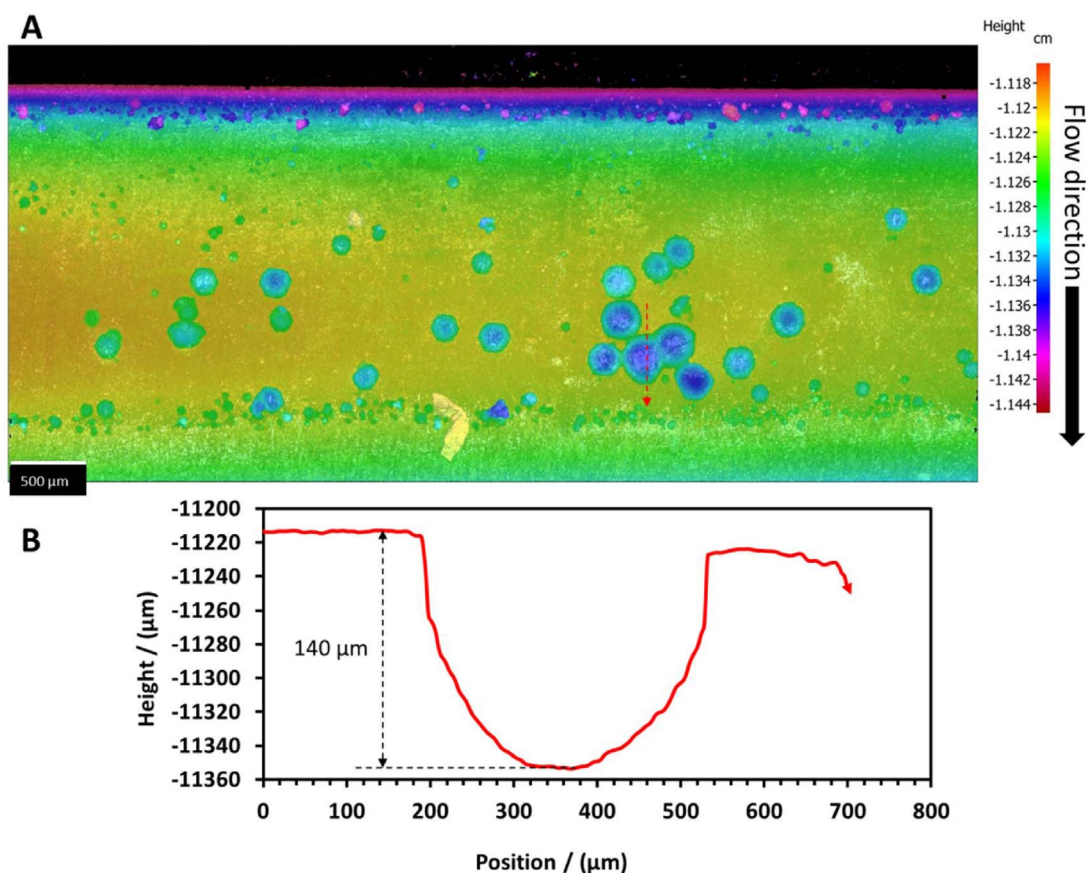 A
Height
cm
-1.118
-1.12
-1.122
-1.124
-1.126
-1.128
-1.13
-1.132
-1.134
-1.136
-1.138
-1.14
-1.142
-1.144
Flow direction
500 µm
B
-11200
-11220
-11240
-11260
-11280
-11300
-11320
-11340
-11360
Height / (µm)
140 µm
0 100 200 300 400 500 600 700 800
Position / (µm)